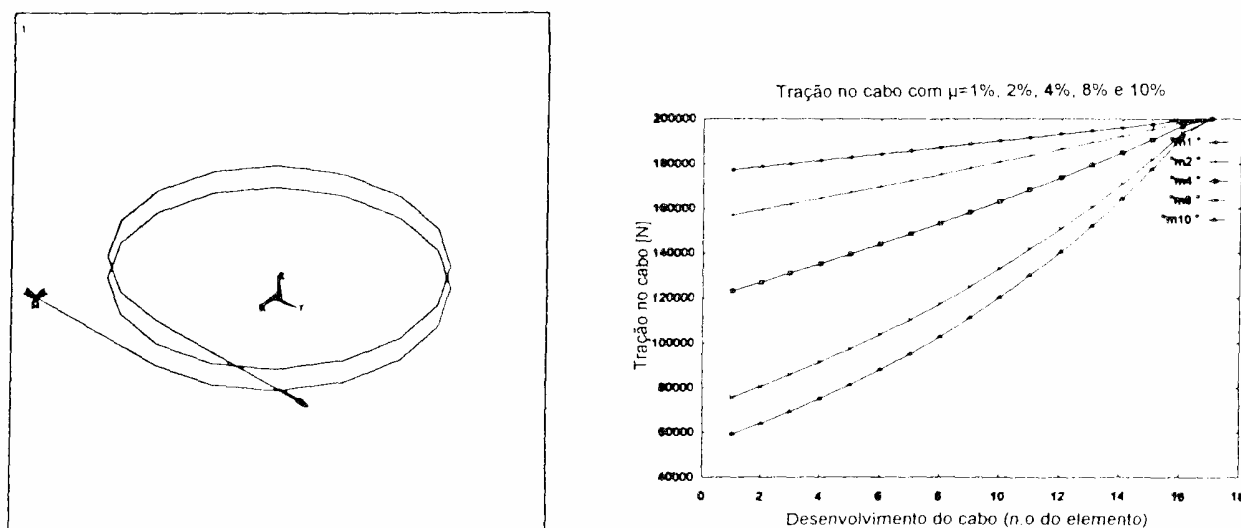 1
Z
X
Y
Tração no cabo com µ=1%, 2%, 4%, 8% e 10%
Tração no cabo [N]
200000
180000
160000
140000
120000
100000
80000
60000
40000
"m1"
"m2"
"m4"
"m8"
"m10"
0 2 4 6 8 10 12 14 16 18
Desenvolvimento do cabo (n.o do elemento)